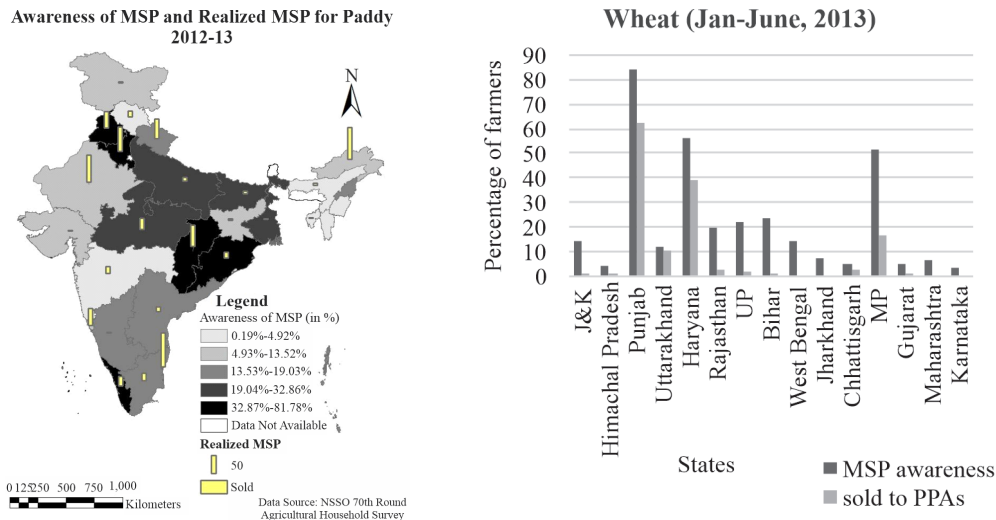 Awareness of MSP and Realized MSP for Paddy
2012-13
N
Legend
Awareness of MSP (in %)
0.19%-4.92%
4.93%-13.52%
13.53%-19.03%
19.04%-32.86%
32.87%-81.78%
Data Not Available
Realized MSP
50
Sold
0 125250 500 750 1,000
Kilometers
Data Source: NSSO 70th Round
Agricultural Household Survey
Wheat (Jan-June, 2013)
Percentage of farmers
90
80
70
60
50
40
30
20
10
0
J&K
Himachal Pradesh
Punjab
Uttarakhand
Haryana
Rajasthan
UP
Bihar
West Bengal
Jharkhand
Chhattisgarh
MP
Gujarat
Maharashtra
Karnataka
States
MSP awareness
sold to PPAs